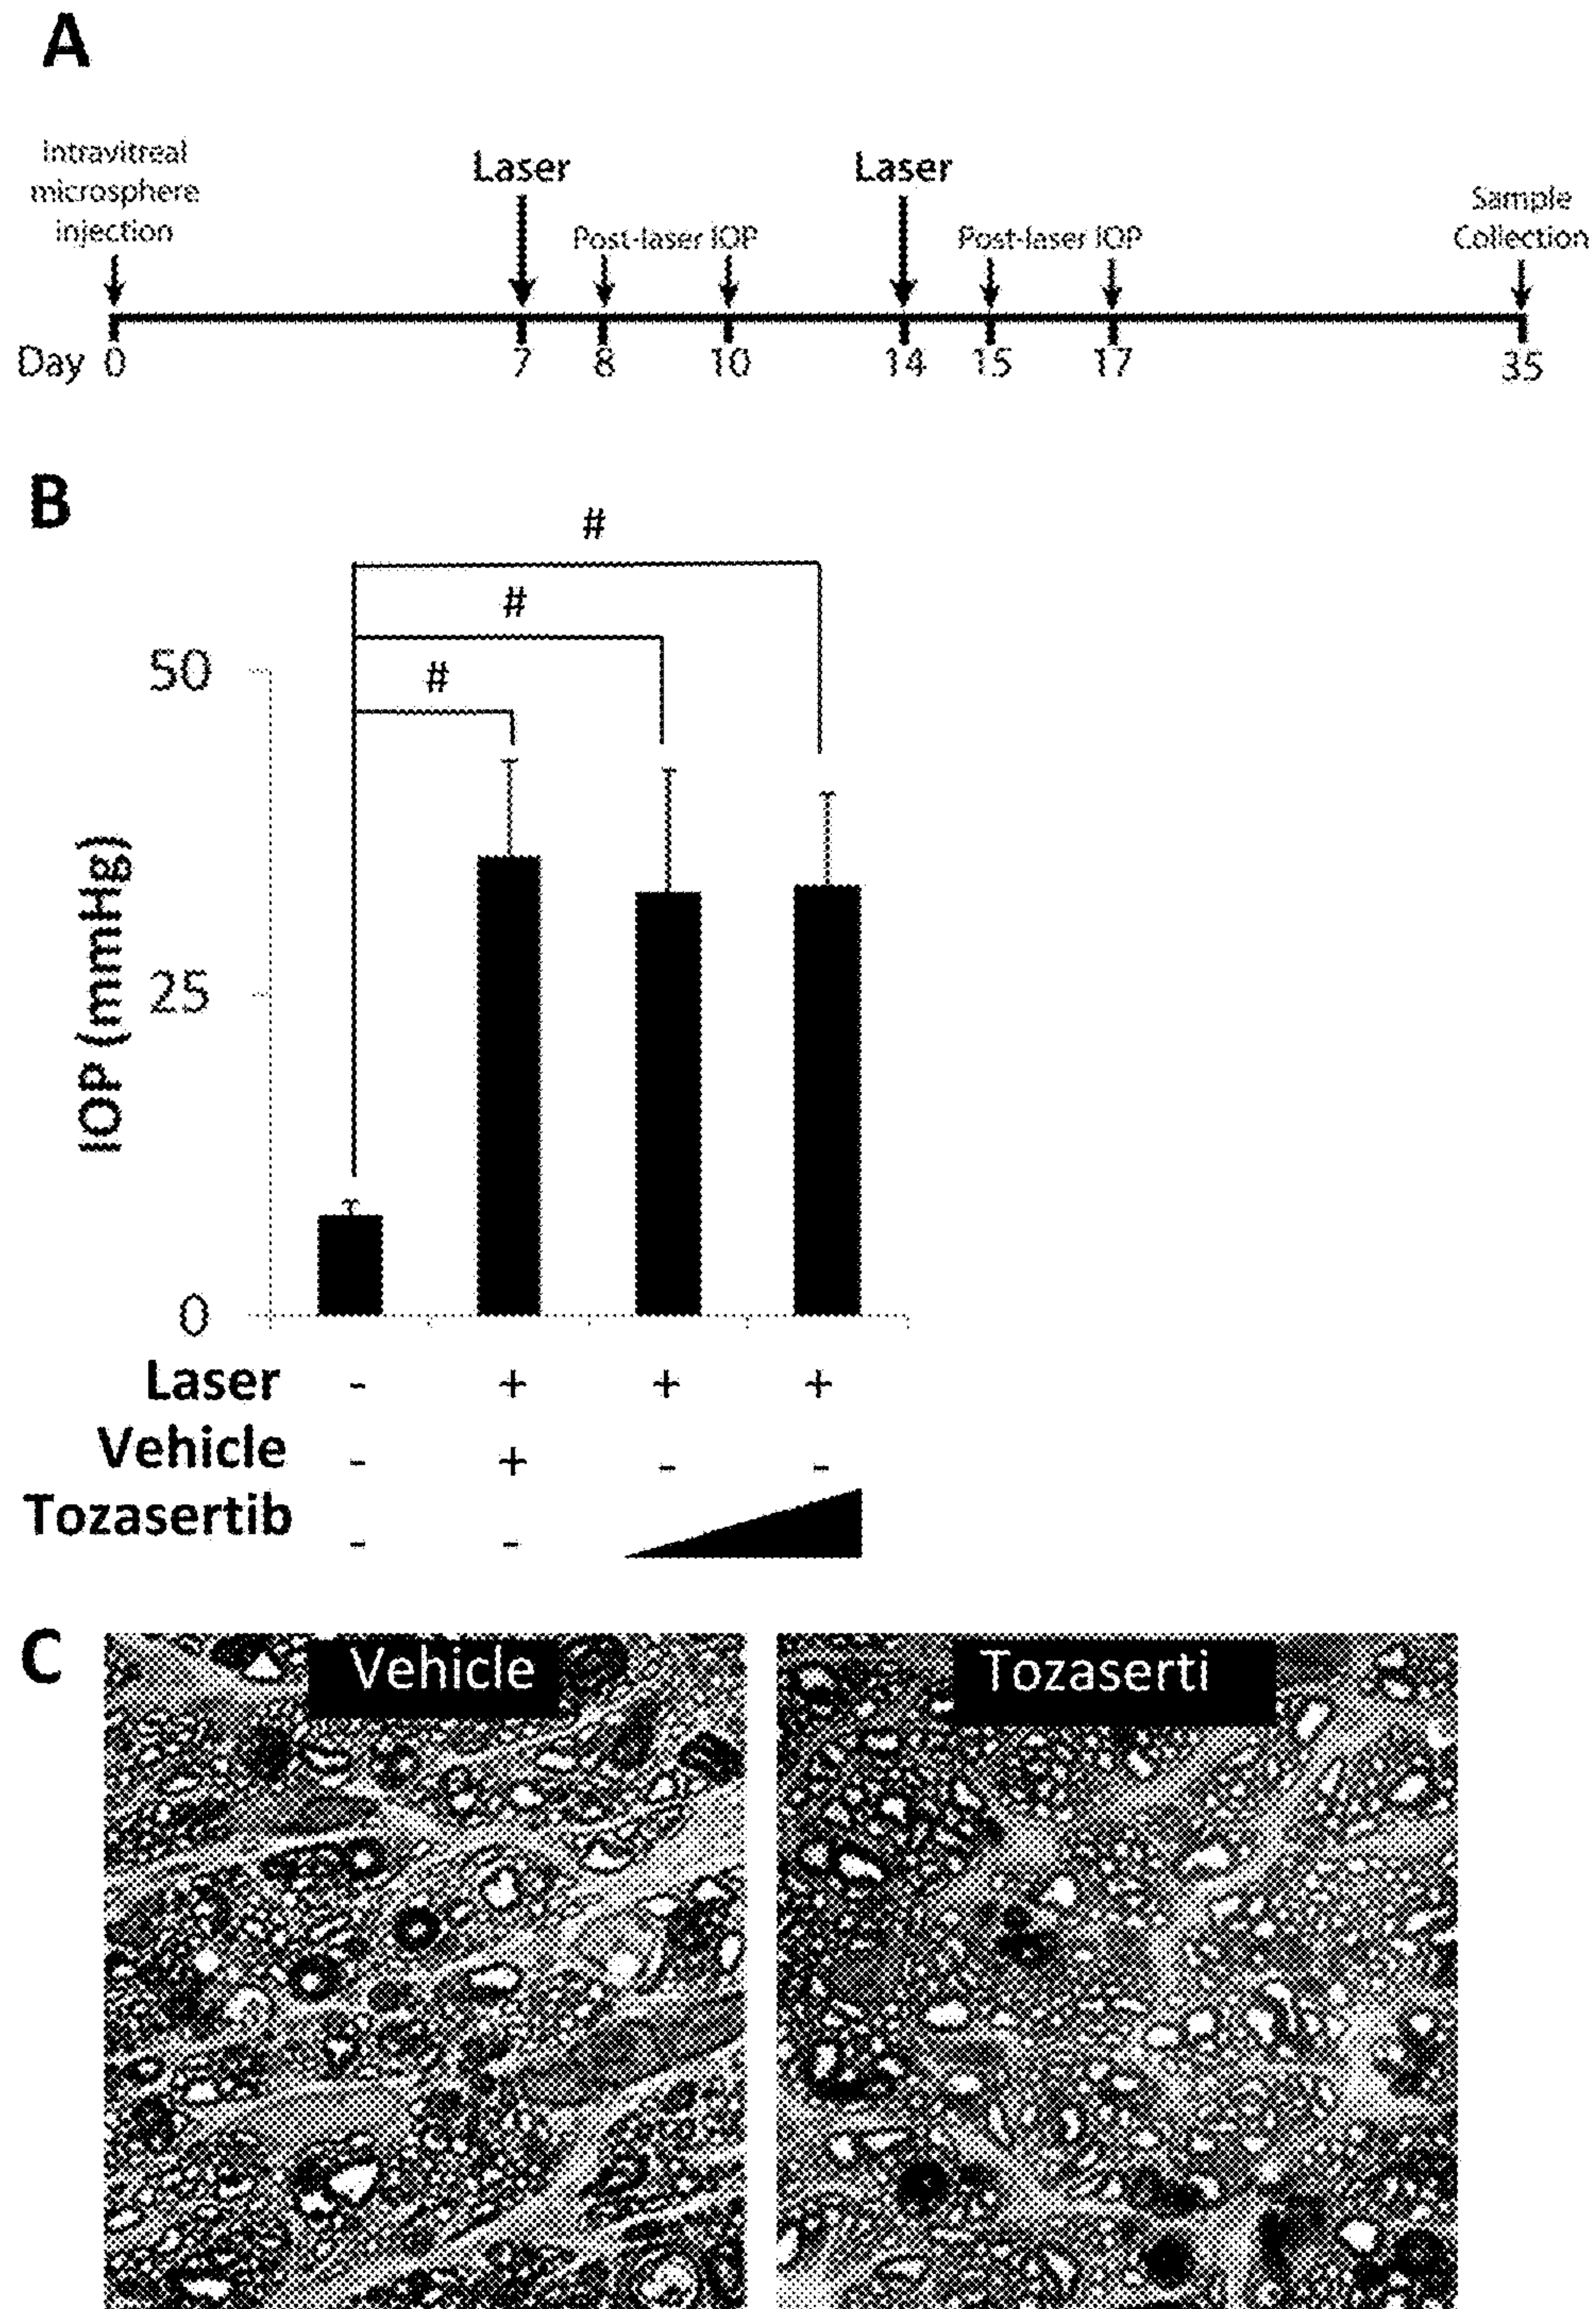 A
Intravitreal
microsphere
injection
Laser
Post-laser IOP
Laser
Post-laser IOP
Sample
Collection
Day 0 7 8 10 14 15 17 35
B
#
#
#
50
25
0
IOP (mmHg)
Laser - + + +
Vehicle - + - -
Tozasertib - -
C
Vehicle
Tozaserti